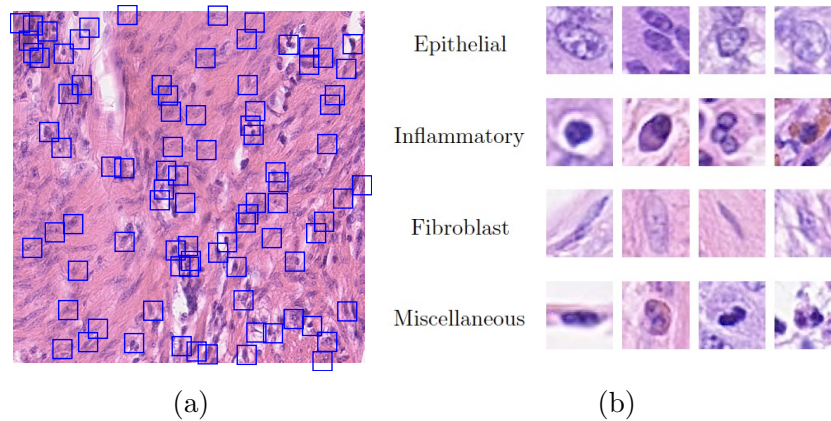 Epithelial
Inflammatory
Fibroblast
Miscellaneous
(a)
(b)